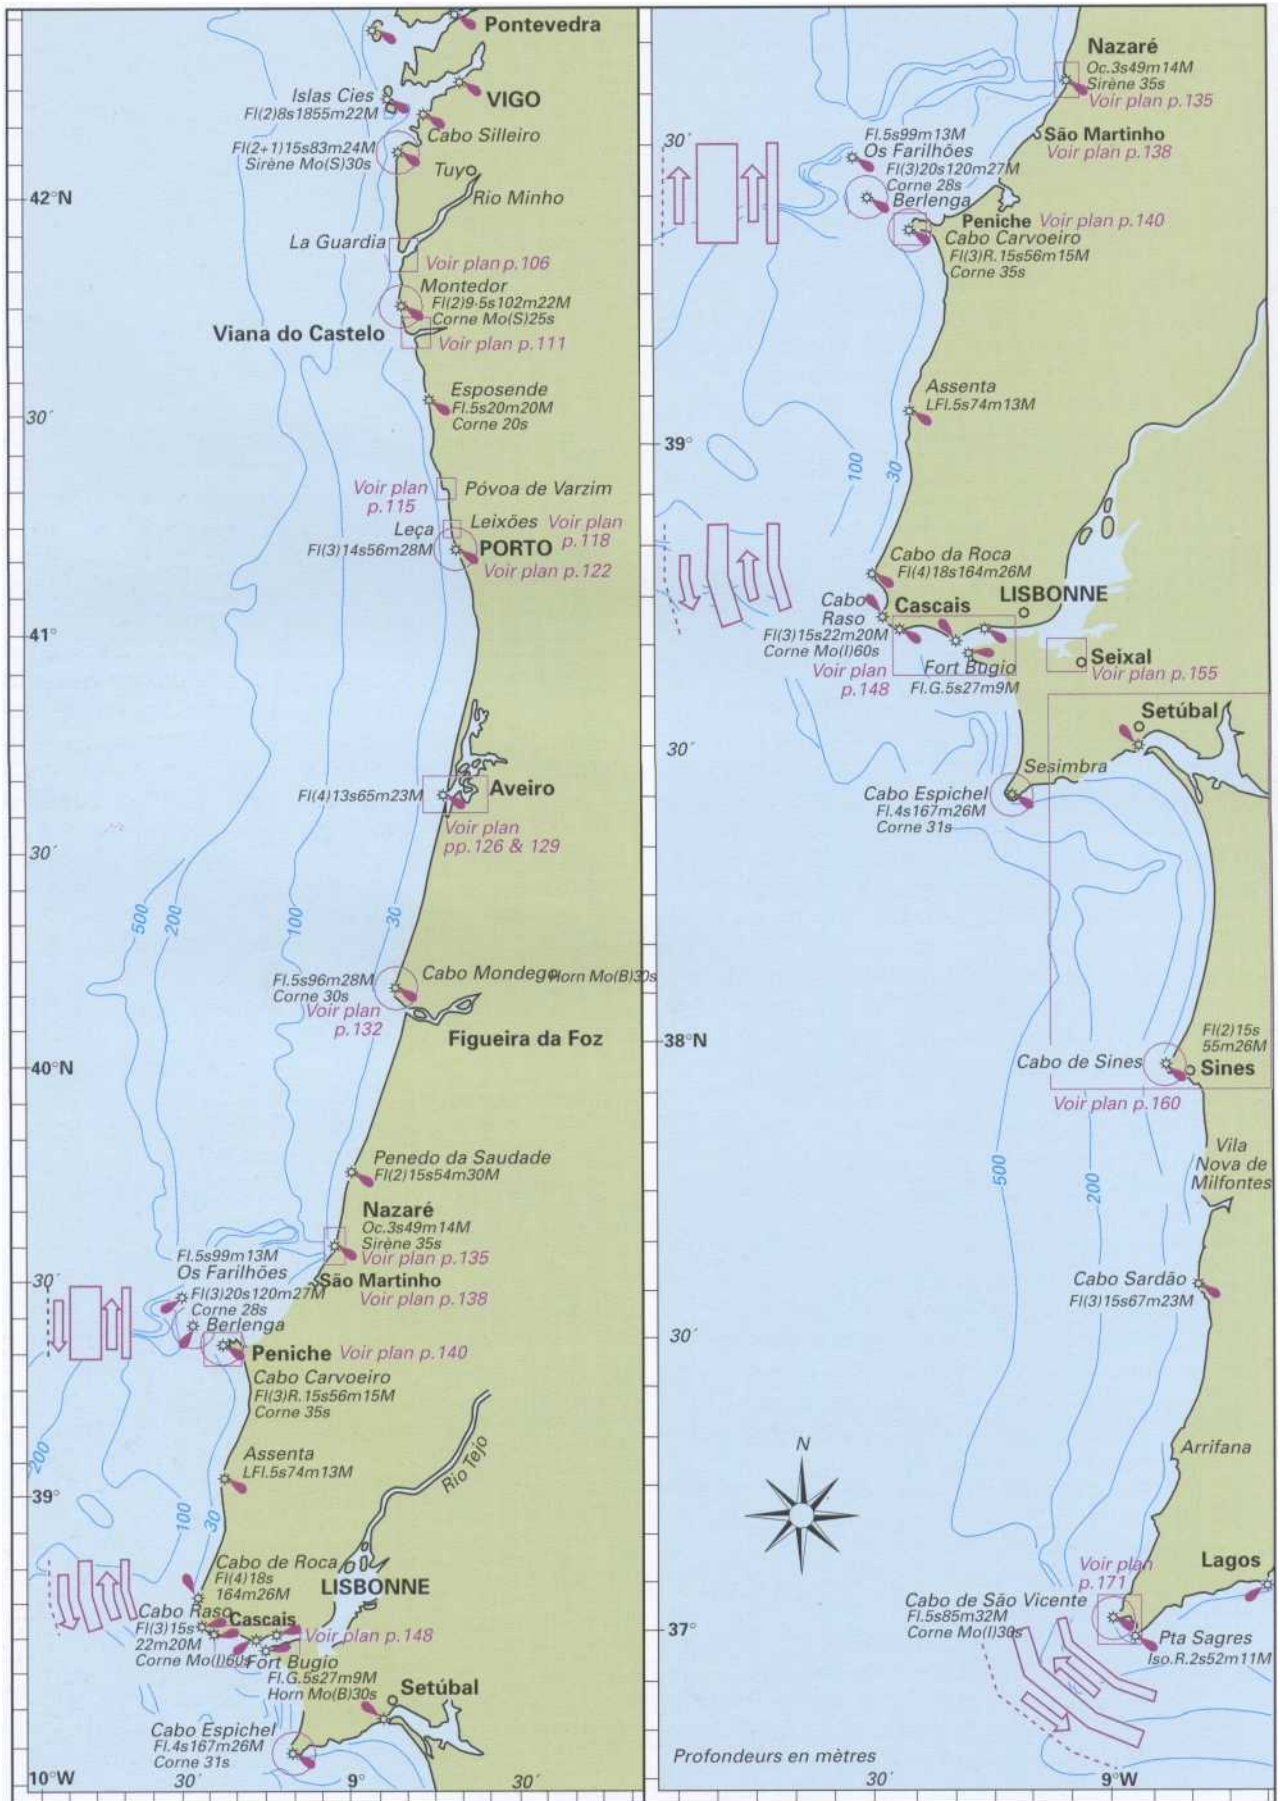 Pontevedra
Islas Cies
Fl(2)8s1855m22M
VIGO
Cabo Silleiro
Fl(2+1)15s83m24M
Sirène Mo(S)30s
Tuy
42°N
Rio Minho
La Guardia
Voir plan p.106
Montedor
Fl(2)9·5s102m22M
Corne Mo(S)25s
Viana do Castelo
Voir plan p.111
Esposende
Fl.5s20m20M
Corne 20s
30´
Voir plan
p.115
Póvoa de Varzim
Leça
Leixões
Voir plan
p.118
Fl(3)14s56m28M
PORTO
Voir plan p.122
41°
Fl(4)13s65m23M
Aveiro
Voir plan
pp.126 & 129
30´
500
200
100
30
Fl.5s96m28M
Corne 30s
Cabo Mondego
Horn Mo(B)30s
Voir plan
p.132
Figueira da Foz
40°N
Penedo da Saudade
Fl(2)15s54m30M
Nazaré
Oc.3s49m14M
Sirène 35s
Voir plan p.135
Fl.5s99m13M
Os Farilhões
São Martinho
Voir plan p.138
30´
Fl(3)20s120m27M
Corne 28s
Berlenga
Peniche
Voir plan p.140
Cabo Carvoeiro
Fl(3)R.15s56m15M
Corne 35s
200
Assenta
LFl.5s74m13M
Rio Tejo
39°
100
30
Cabo de Roca
Fl(4)18s
164m26M
LISBONNE
Cabo Raso
Fl(3)15s
22m20M
Corne Mo(I)60s
Cascais
Voir plan p.148
Fort Bugio
Fl.G.5s27m9M
Horn Mo(B)30s
Setúbal
Cabo Espichel
Fl.4s167m26M
Corne 31s
10°W
30´
9°
30´
Nazaré
Oc.3s49m14M
Sirène 35s
Voir plan p.135
30´
Fl.5s99m13M
Os Farilhões
São Martinho
Voir plan p.138
Fl(3)20s120m27M
Corne 28s
Berlenga
Peniche
Voir plan p.140
Cabo Carvoeiro
Fl(3)R.15s56m15M
Corne 35s
Assenta
LFl.5s74m13M
39°
100
30
Cabo da Roca
Fl(4)18s164m26M
Cabo
Raso
Fl(3)15s22m20M
Corne Mo(I)60s
Cascais
LISBONNE
Voir plan
p.148
Fort Bugio
Fl.G.5s27m9M
Seixal
Voir plan p.155
Setúbal
30´
Sesimbra
Cabo Espichel
Fl.4s167m26M
Corne 31s
38°N
Fl(2)15s
55m26M
Cabo de Sines
Sines
Voir plan p.160
500
200
Vila
Nova de
Milfontes
Cabo Sardão
Fl(3)15s67m23M
30´
N
Arrifana
Lagos
Voir plan
p.171
Cabo de São Vicente
Fl.5s85m32M
Corne Mo(I)30s
37°
Pta Sagres
Iso.R.2s52m11M
Profondeurs en mètres
30´
9°W